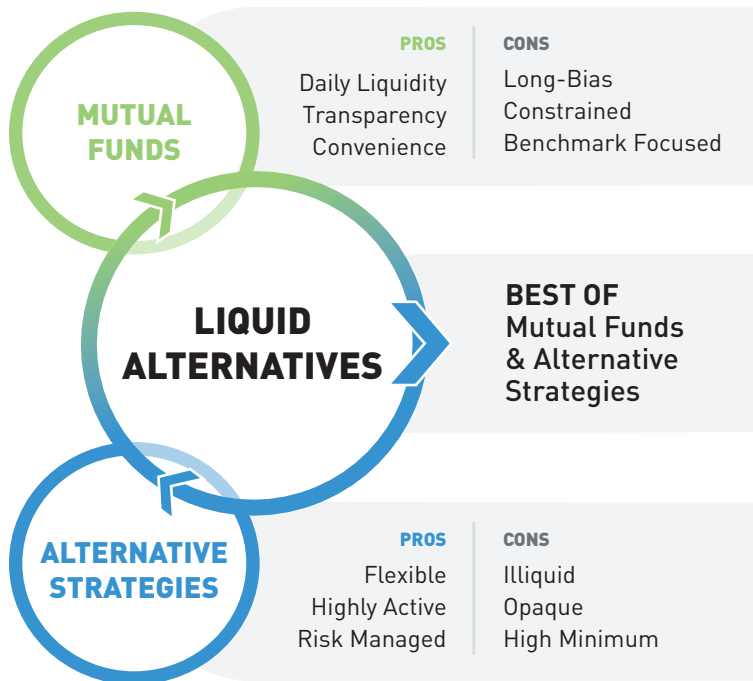 MUTUAL
FUNDS
PROS
Daily Liquidity
Transparency
Convenience
CONS
Long-Bias
Constrained
Benchmark Focused
LIQUID
ALTERNATIVES
BEST OF
Mutual Funds
& Alternative
Strategies
ALTERNATIVE
STRATEGIES
PROS
Flexible
Highly Active
Risk Managed
CONS
Illiquid
Opaque
High Minimum